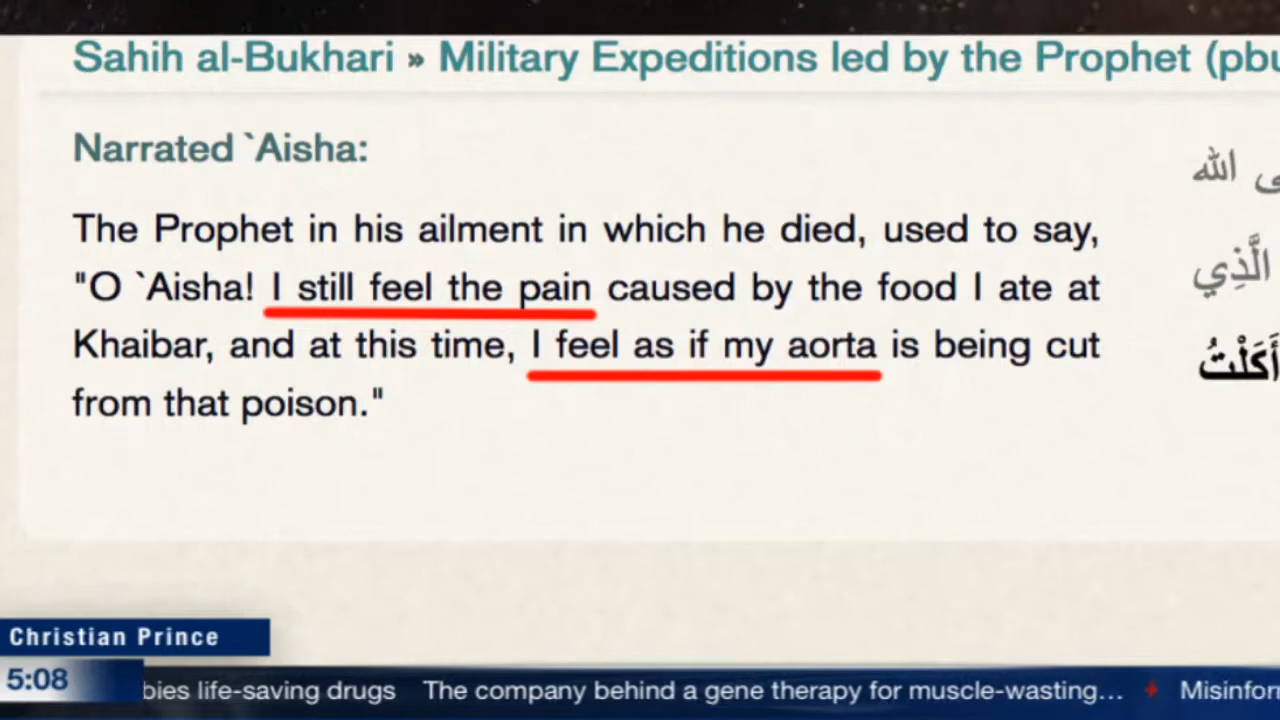 Sahih al-Bukhari » Military Expeditions led by the Prophet
Narrated `Aisha:
The Prophet in his ailment in which he died, used to say,
"O `Aisha! I still feel the pain caused by the food I ate at
Khaibar, and at this time, I feel as if my aorta is being cut
from that poison."
الله
الَّذِي
أَكَلْتُ
Christian Prince
5:08
life-saving drugs The company behind a gene therapy for muscle-wasting...